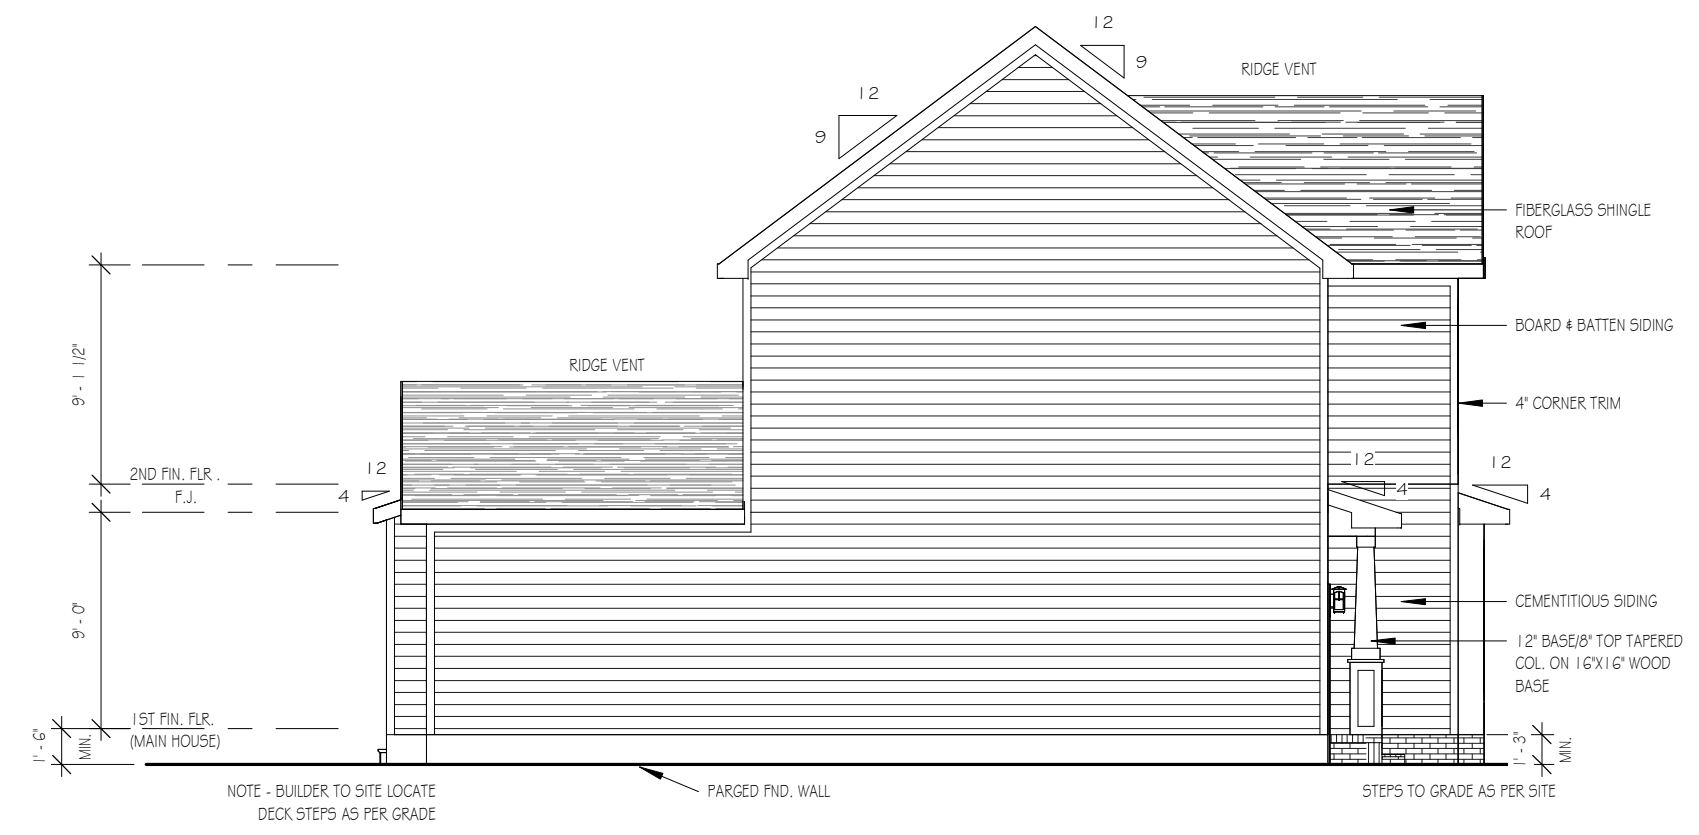 12
9
RIDGE VENT
12
9
FIBERGLASS SHINGLE
ROOF
BOARD & BATTEN SIDING
9' - 1 1/2"
RIDGE VENT
4" CORNER TRIM
2ND FIN. FLR .
F.J.
12
4
12
4
12
4
9' - 0"
CEMENTITIOUS SIDING
12" BASE/8" TOP TAPERED
COL. ON 16"X16" WOOD
BASE
1ST FIN. FLR.
(MAIN HOUSE)
1' - 6"
MIN.
1' - 3"
MIN.
NOTE - BUILDER TO SITE LOCATE
DECK STEPS AS PER GRADE
PARGED FND. WALL
STEPS TO GRADE AS PER SITE